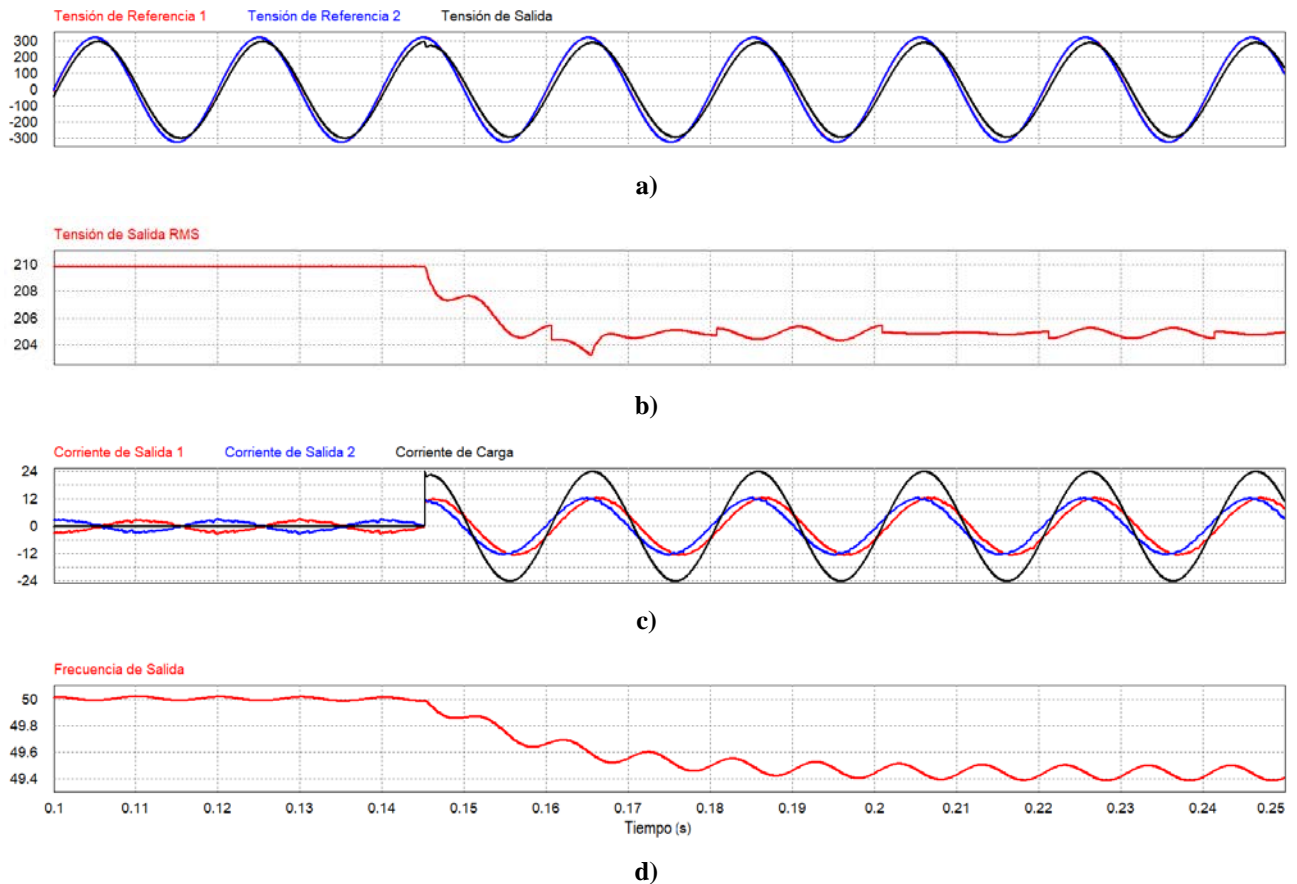 Tensión de Referencia 1 Tensión de Referencia 2 Tensión de Salida
300
200
100
0
-100
-200
-300
a)
Tensión de Salida RMS
210
208
206
204
b)
Corriente de Salida 1 Corriente de Salida 2 Corriente de Carga
24
12
0
-12
-24
c)
Frecuencia de Salida
50
49.8
49.6
49.4
0.1 0.11 0.12 0.13 0.14 0.15 0.16 0.17 0.18 0.19 0.2 0.21 0.22 0.23 0.24 0.25
Tiempo (s)
d)